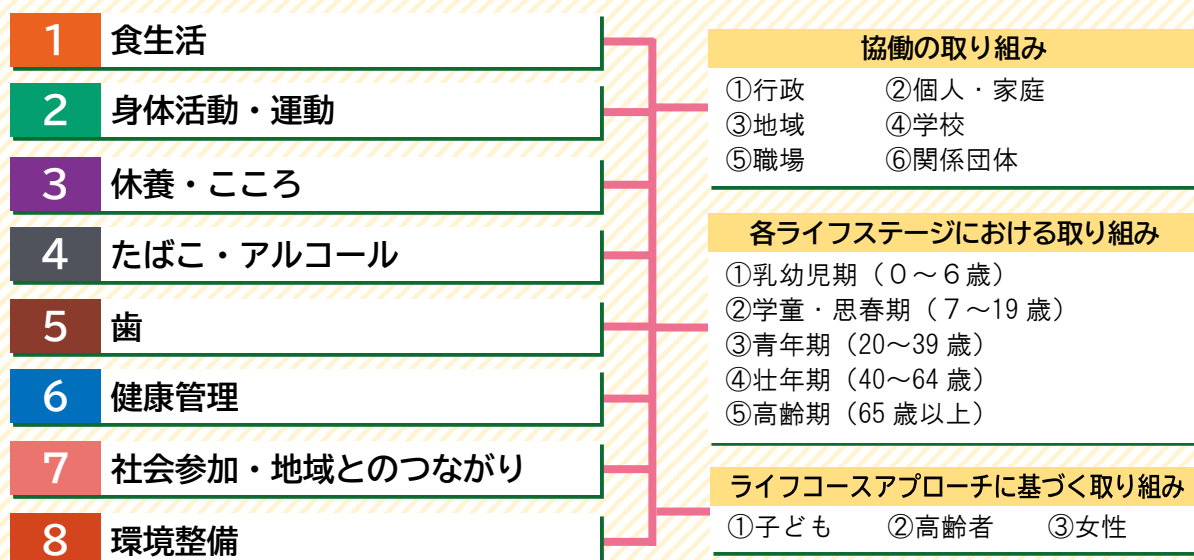 1 食生活
2 身体活動・運動
3 休養・こころ
4 たばこ・アルコール
5 歯
6 健康管理
7 社会参加・地域とのつながり
8 環境整備
協働の取り組み
①行政 ②個人・家庭
③地域 ④学校
⑤職場 ⑥関係団体
各ライフステージにおける取り組み
①乳幼児期（０～６歳）
②学童・思春期（７～19 歳）
③青年期（20～39 歳）
④壮年期（40～64 歳）
⑤高齢期（65 歳以上）
ライフコースアプローチに基づく取り組み
①子ども ②高齢者 ③女性